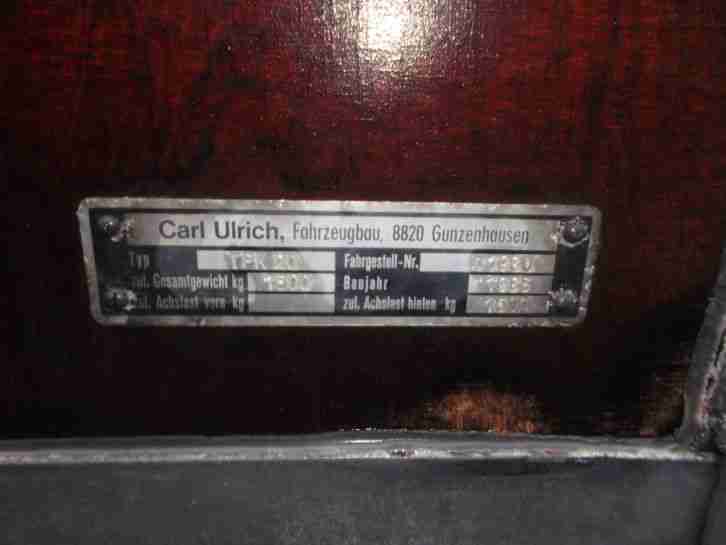 Carl Ulrich, Fahrzeugbau, 8820 Gunzenhausen
Typ Fahrgestell-Nr.
zul. Gesamtgewicht kg Baujahr
zul. Achslast vorn kg zul. Achslast hinten kg